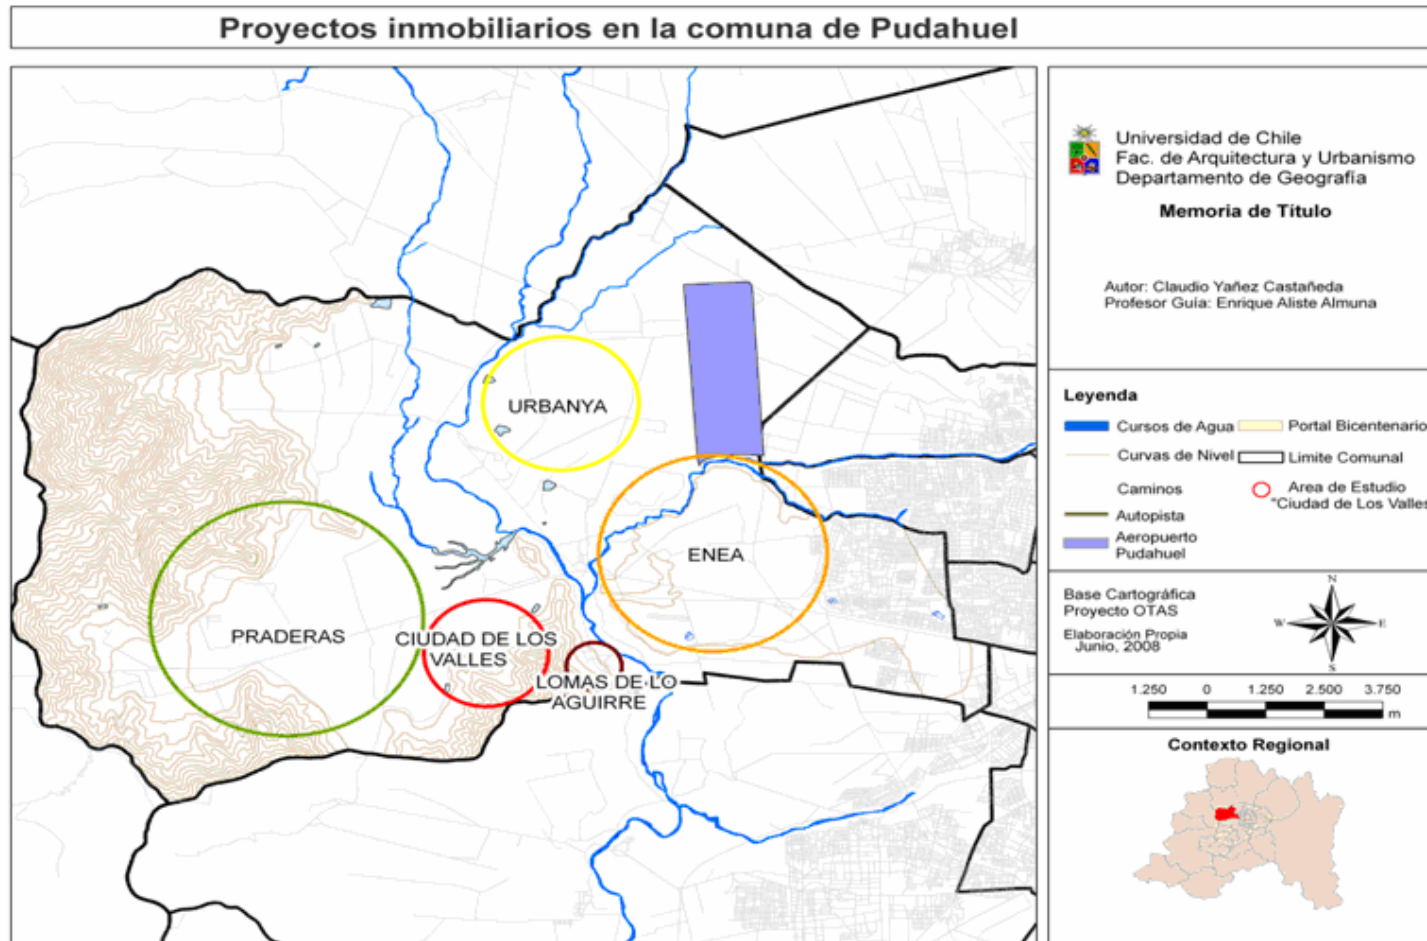 Proyectos inmobiliarios en la comuna de Pudahuel
URBANYA
ENEA
PRADERAS
CIUDAD DE LOS
VALLES
LOMAS DE LO
AGUIRRE
Universidad de Chile
Fac. de Arquitectura y Urbanismo
Departamento de Geografía
Memoria de Título
Autor: Claudio Yañez Castañeda
Profesor Guía: Enrique Aliste Almuna
Leyenda
Cursos de Agua
Portal Bicentenario
Curvas de Nivel
Limite Comunal
Caminos
Area de Estudio
"Ciudad de Los Valles
Autopista
Aeropuerto
Pudahuel
Base Cartográfica
Proyecto OTAS
Elaboración Propia
Junio, 2008
N
W
E
S
1.250 0 1.250 2.500 3.750
m
Contexto Regional